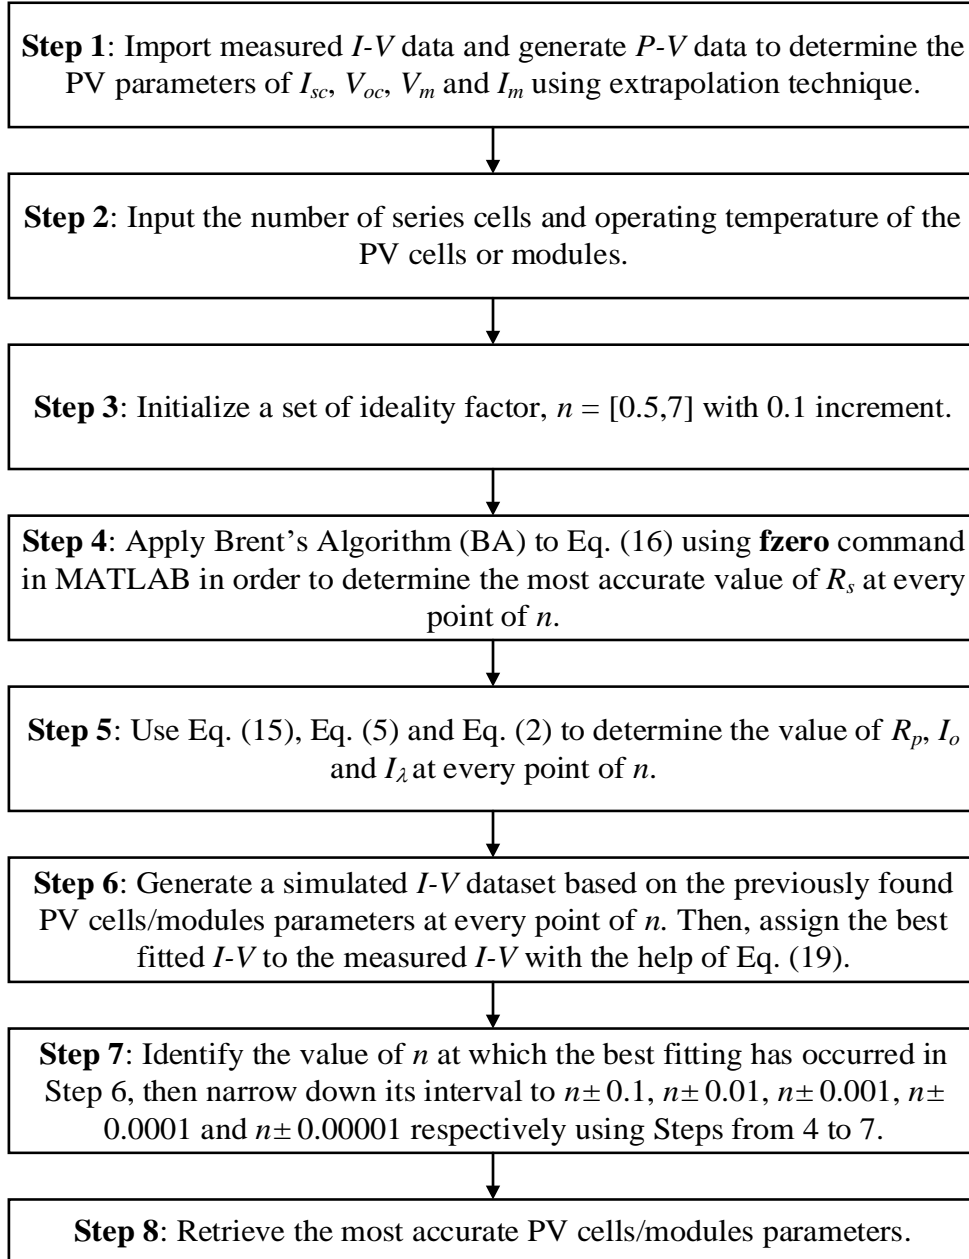 Step 1: Import measured I-V data and generate P-V data to determine the
PV parameters of Isc, Voc, Vm and Im using extrapolation technique.
Step 2: Input the number of series cells and operating temperature of the
PV cells or modules.
Step 3: Initialize a set of ideality factor, n = [0.5,7] with 0.1 increment.
Step 4: Apply Brent's Algorithm (BA) to Eq. (16) using fzero command
in MATLAB in order to determine the most accurate value of Rs at every
point of n.
Step 5: Use Eq. (15), Eq. (5) and Eq. (2) to determine the value of Rp, Io
and Iλ at every point of n.
Step 6: Generate a simulated I-V dataset based on the previously found
PV cells/modules parameters at every point of n. Then, assign the best
fitted I-V to the measured I-V with the help of Eq. (19).
Step 7: Identify the value of n at which the best fitting has occurred in
Step 6, then narrow down its interval to n± 0.1, n± 0.01, n± 0.001, n±
0.0001 and n± 0.00001 respectively using Steps from 4 to 7.
Step 8: Retrieve the most accurate PV cells/modules parameters.